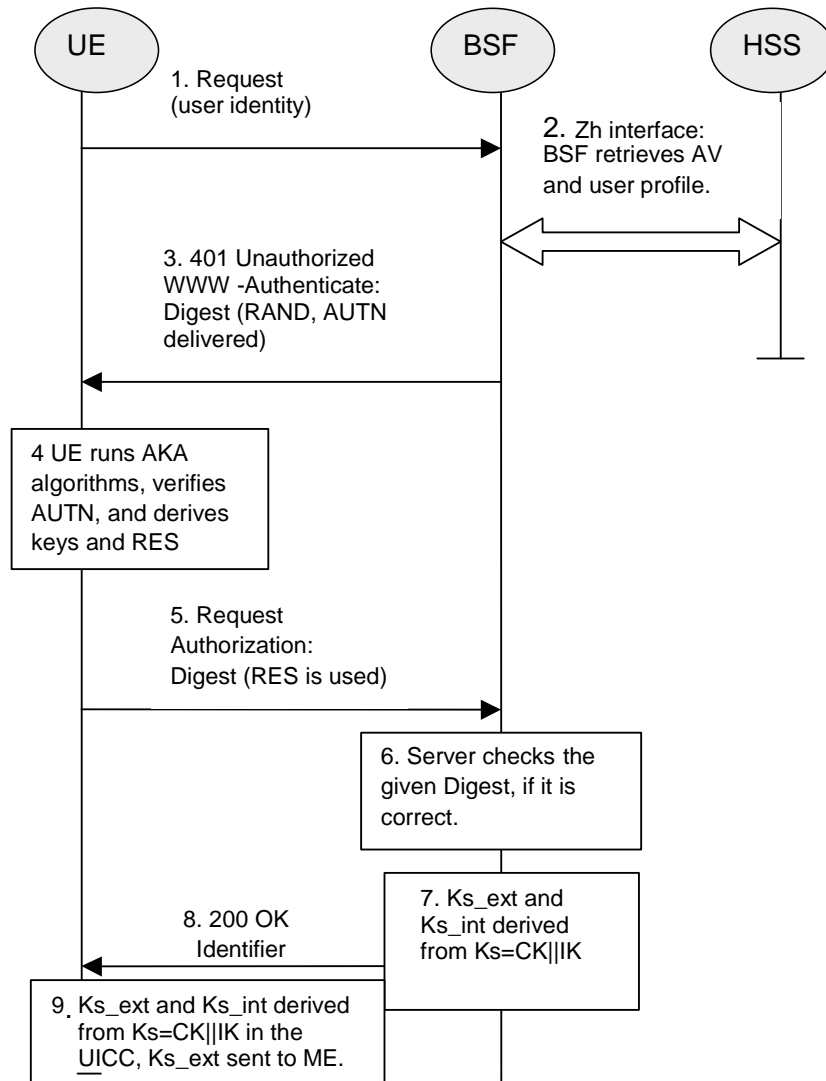 UE
BSF
HSS
1. Request
(user identity)
2. Zh interface:
BSF retrieves AV
and user profile.
3. 401 Unauthorized
WWW -Authenticate:
Digest (RAND, AUTN
delivered)
4 UE runs AKA
algorithms, verifies
AUTN, and derives
keys and RES
5. Request
Authorization:
Digest (RES is used)
6. Server checks the
given Digest, if it is
correct.
7. Ks_ext and
Ks_int derived
from Ks=CK||IK
8. 200 OK
Identifier
9. Ks_ext and Ks_int derived
from Ks=CK||IK in the
UICC, Ks_ext sent to ME.